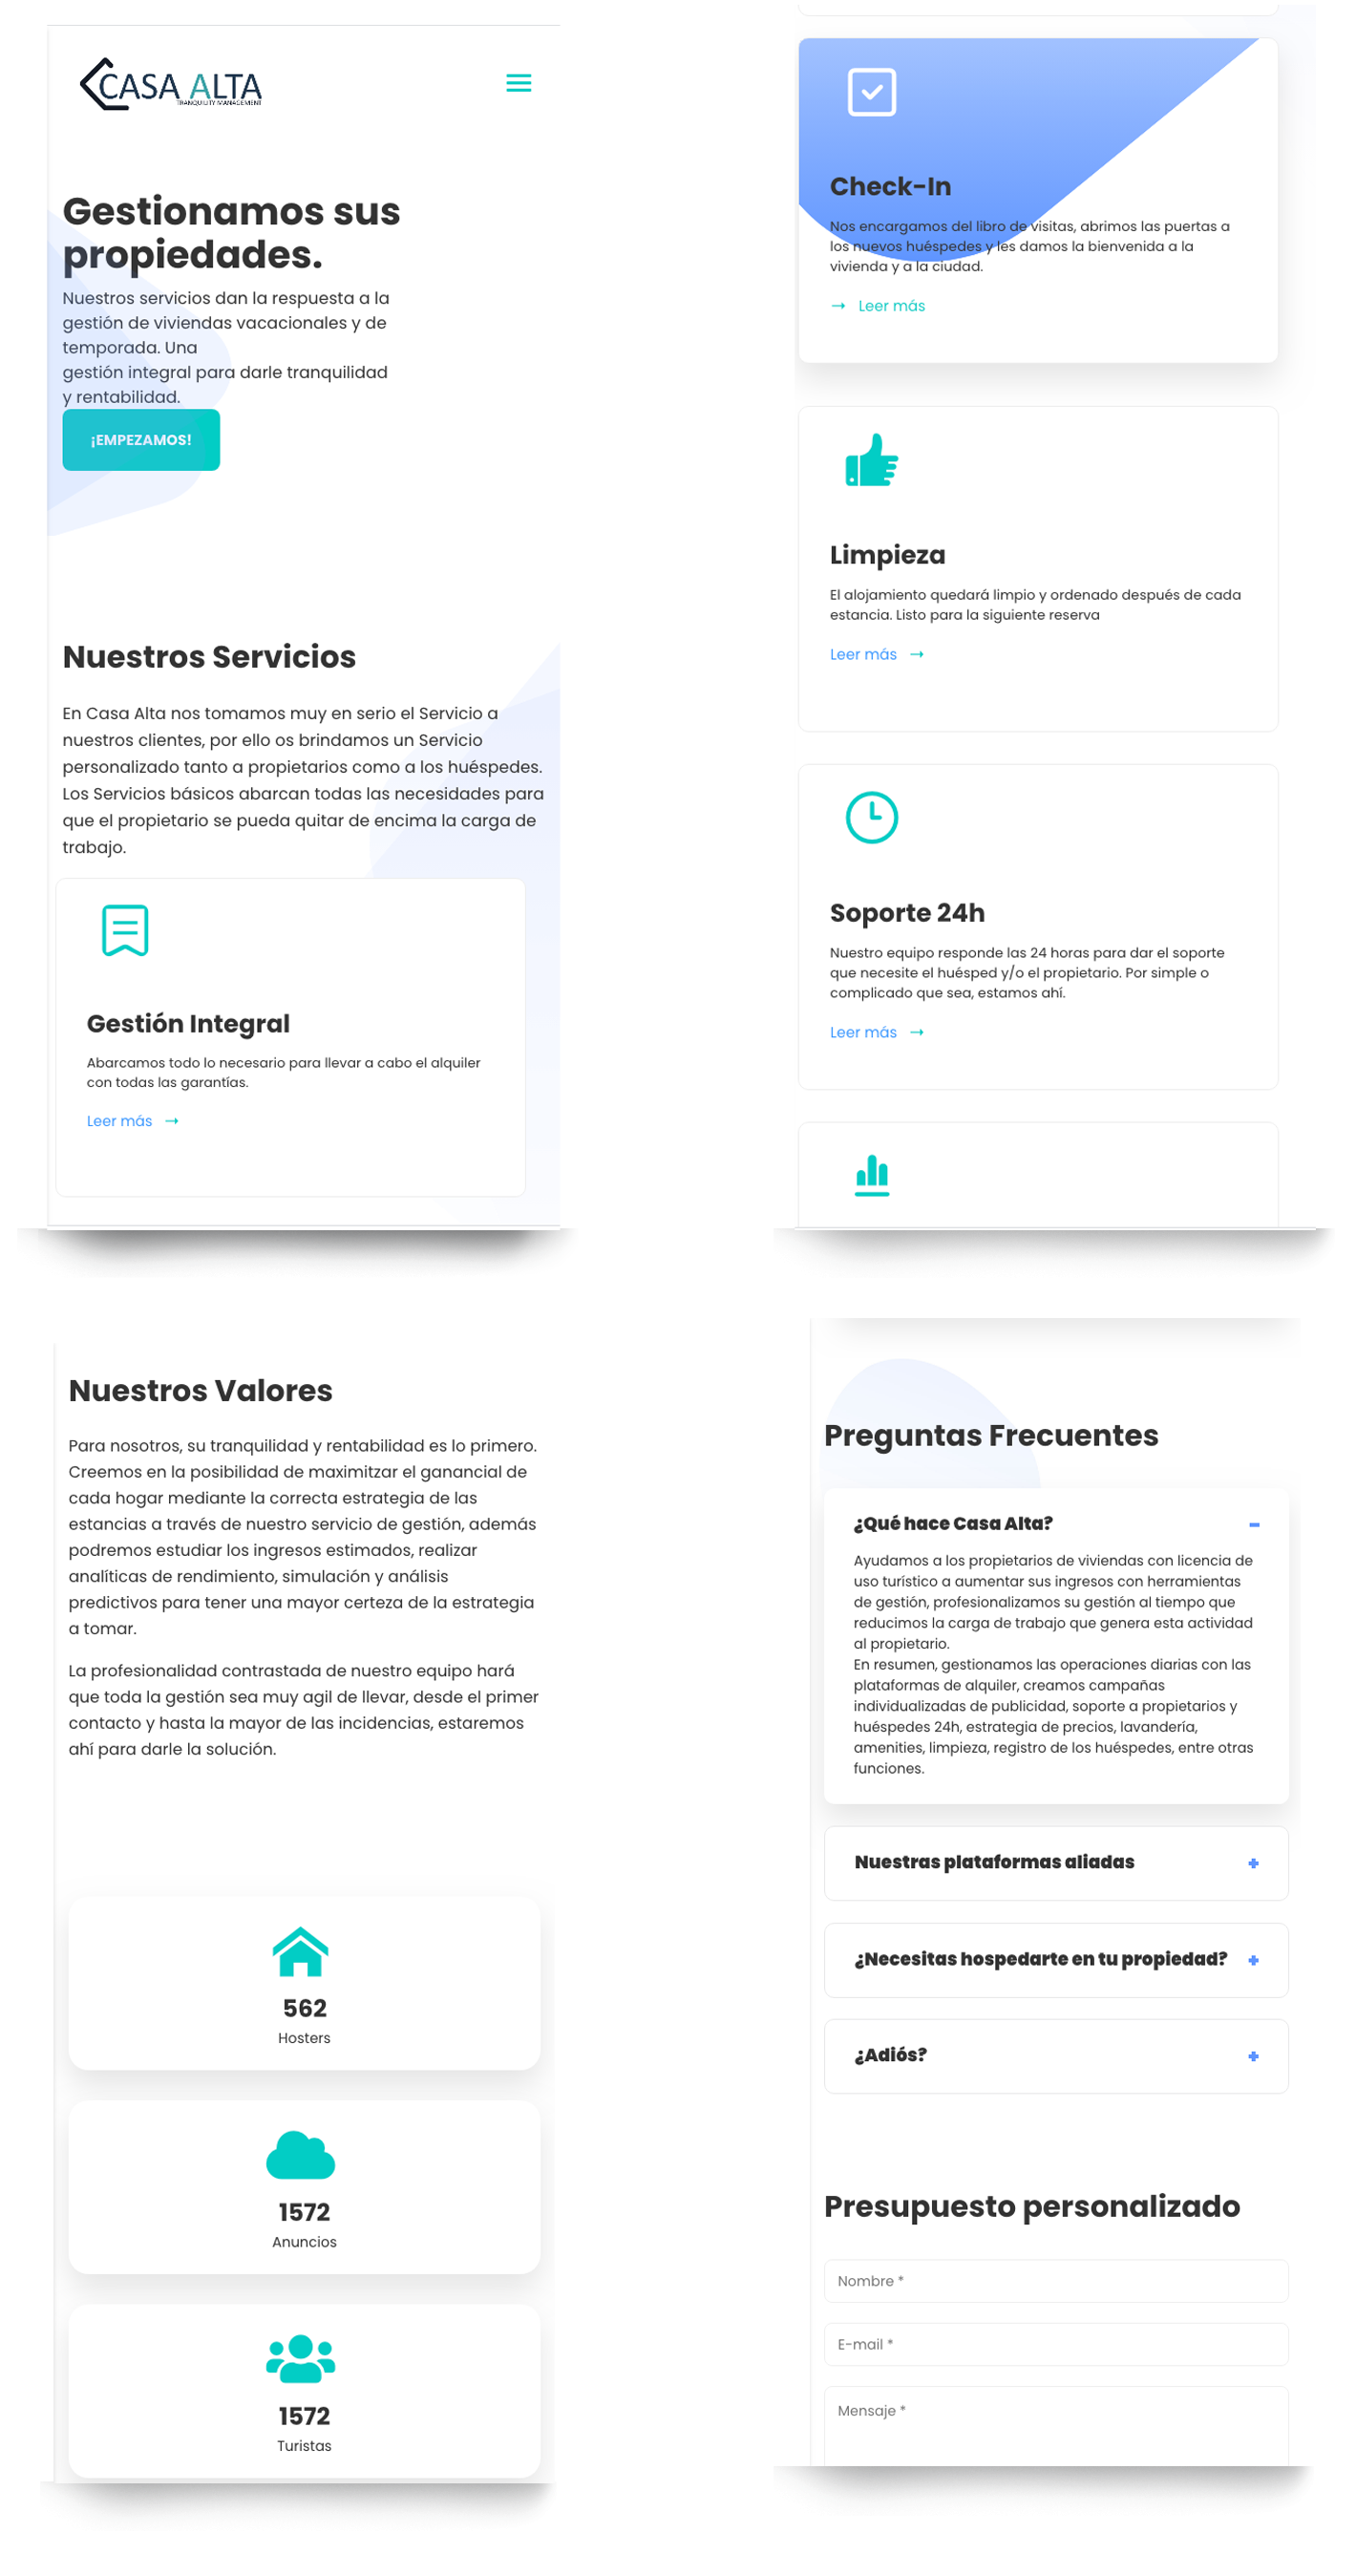 CASA ALTA
TRANQUILITY MANAGEMENT
Gestionamos sus
propiedades.
Nuestros servicios dan la respuesta a la
gestión de viviendas vacacionales y de
temporada. Una
gestión integral para darle tranquilidad
y rentabilidad.
¡EMPEZAMOS!
Nuestros Servicios
En Casa Alta nos tomamos muy en serio el Servicio a
nuestros clientes, por ello os brindamos un Servicio
personalizado tanto a propietarios como a los huéspedes.
Los Servicios básicos abarcan todas las necesidades para
que el propietario se pueda quitar de encima la carga de
trabajo.
Gestión Integral
Abarcamos todo lo necesario para llevar a cabo el alquiler
con todas las garantías.
Leer más →
Check-In
Nos encargamos del libro de visitas, abrimos las puertas a
los nuevos huéspedes y les damos la bienvenida a la
vivienda y a la ciudad.
→ Leer más
Limpieza
El alojamiento quedará limpio y ordenado después de cada
estancia. Listo para la siguiente reserva
Leer más →
Soporte 24h
Nuestro equipo responde las 24 horas para dar el soporte
que necesite el huésped y/o el propietario. Por simple o
complicado que sea, estamos ahí.
Leer más →
Nuestros Valores
Para nosotros, su tranquilidad y rentabilidad es lo primero.
Creemos en la posibilidad de maximitzar el ganancial de
cada hogar mediante la correcta estrategia de las
estancias a través de nuestro servicio de gestión, además
podremos estudiar los ingresos estimados, realizar
analíticas de rendimiento, simulación y análisis
predictivos para tener una mayor certeza de la estrategia
a tomar.
La profesionalidad contrastada de nuestro equipo hará
que toda la gestión sea muy agil de llevar, desde el primer
contacto y hasta la mayor de las incidencias, estaremos
ahí para darle la solución.
562
Hosters
1572
Anuncios
1572
Turistas
Preguntas Frecuentes
¿Qué hace Casa Alta? -
Ayudamos a los propietarios de viviendas con licencia de
uso turístico a aumentar sus ingresos con herramientas
de gestión, profesionalizamos su gestión al tiempo que
reducimos la carga de trabajo que genera esta actividad
al propietario.
En resumen, gestionamos las operaciones diarias con las
plataformas de alquiler, creamos campañas
individualizadas de publicidad, soporte a propietarios y
huéspedes 24h, estrategia de precios, lavandería,
amenities, limpieza, registro de los huéspedes, entre otras
funciones.
Nuestras plataformas aliadas +
¿Necesitas hospedarte en tu propiedad? +
¿Adiós? +
Presupuesto personalizado
Nombre *
E-mail *
Mensaje *